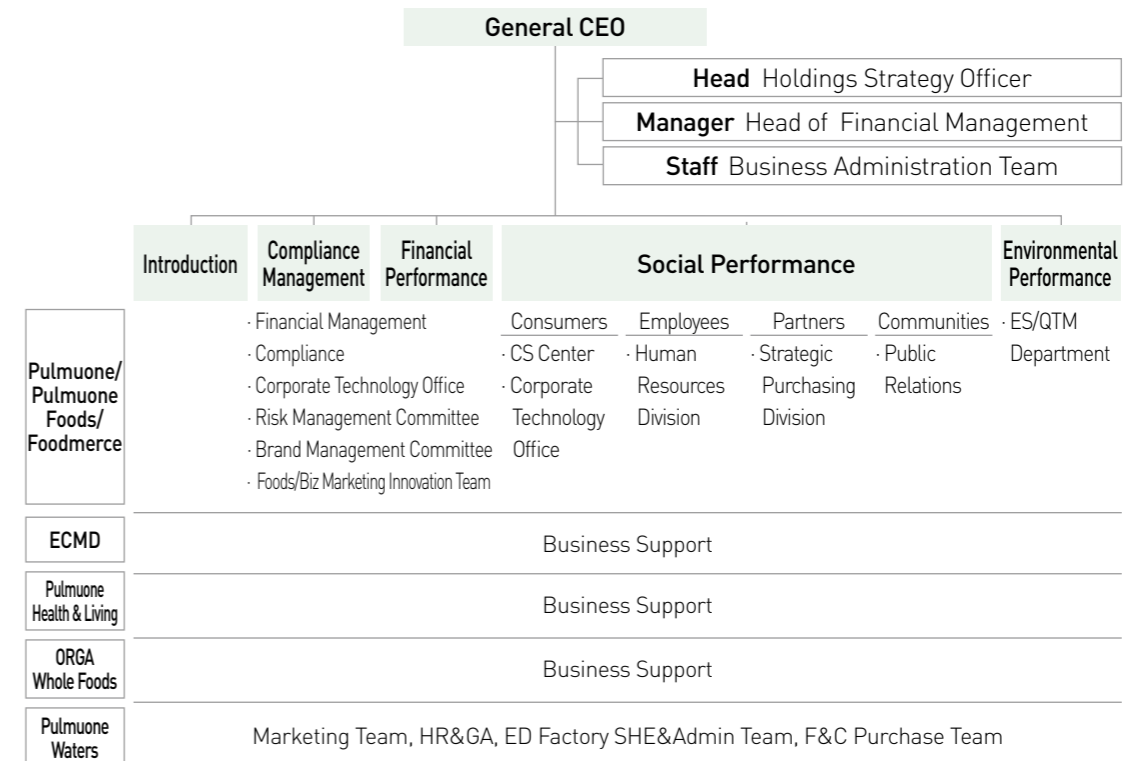 General CEO
Head Holdings Strategy Officer
Manager Head of Financial Management
Staff Business Administration Team
Introduction
Compliance
Management
Financial
Performance
Social Performance
Environmental
Performance
Pulmuone/
Pulmuone
Foods/
Foodmerce
· Financial Management
· Compliance
· Corporate Technology Office
· Risk Management Committee
· Brand Management Committee
· Foods/Biz Marketing Innovation Team
Consumers
· CS Center
· Corporate
Technology
Office
Employees
· Human
Resources
Division
Partners
· Strategic
Purchasing
Division
Communities
· Public
Relations
· ES/QTM
Department
ECMD
Business Support
Pulmuone
Health & Living
Business Support
ORGA
Whole Foods
Business Support
Pulmuone
Waters
Marketing Team, HR&GA, ED Factory SHE&Admin Team, F&C Purchase Team